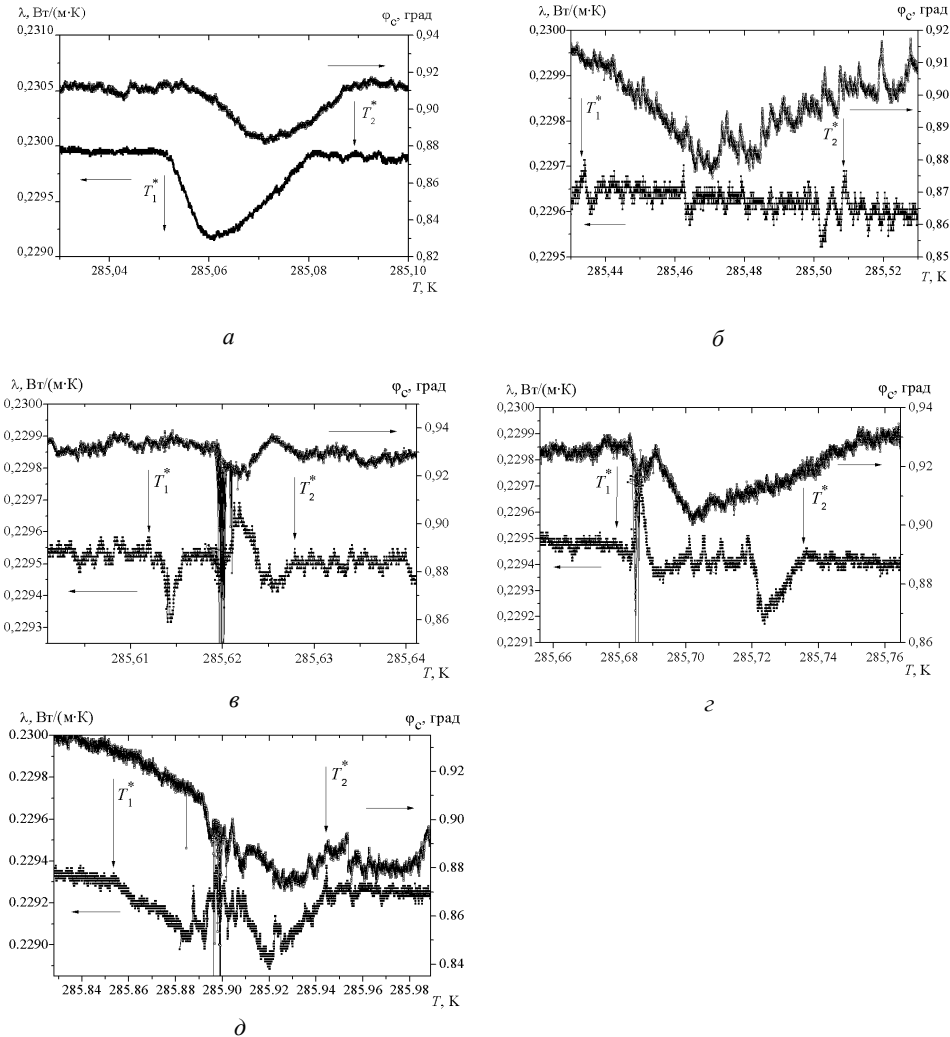 λ, Вт/(м·К)
φс, град
0,2310
0,2305
0,2300
0,2295
0,2290
0,94
0,92
0,90
0,88
0,86
0,84
0,82
T1*
T2*
285,04 285,06 285,08 285,10
T, K
а
λ, Вт/(м·К)
φс, град
0,2300
0,2299
0,2298
0,2297
0,2296
0,2295
0,92
0,91
0,90
0,89
0,88
0,87
0,86
0,85
T1*
T2*
285,44 285,46 285,48 285,50 285,52
T, K
б
λ, Вт/(м·К)
φс, град
0,2300
0,2299
0,2298
0,2297
0,2296
0,2295
0,2294
0,2293
0,94
0,92
0,90
0,88
0,86
T1*
T2*
285,61 285,62 285,63 285,64
T, K
в
λ, Вт/(м·К)
φс, град
0,2300
0,2299
0,2298
0,2297
0,2296
0,2295
0,2294
0,2293
0,2292
0,2291
0,94
0,92
0,90
0,88
0,86
T1*
T2*
285,66 285,68 285,70 285,72 285,74 285,76
T, K
г
λ, Вт/(м·К)
φс, град
0.2300
0.2298
0.2296
0.2294
0.2292
0.2290
0.92
0.90
0.88
0.86
0.84
T1*
T2*
285.84 285.86 285.88 285.90 285.92 285.94 285.96 285.98
T, K
д